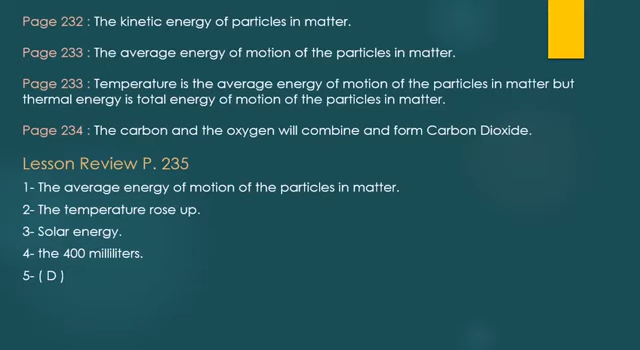 Page 232 : The kinetic energy of particles in matter.
Page 233 : The average energy of motion of the particles in matter.
Page 233 : Temperature is the average energy of motion of the particles in matter but
thermal energy is total energy of motion of the particles in matter.
Page 234 : The carbon and the oxygen will combine and form Carbon Dioxide.
Lesson Review P. 235
1- The average energy of motion of the particles in matter.
2- The temperature rose up.
3- Solar energy.
4- the 400 milliliters.
5- ( D )